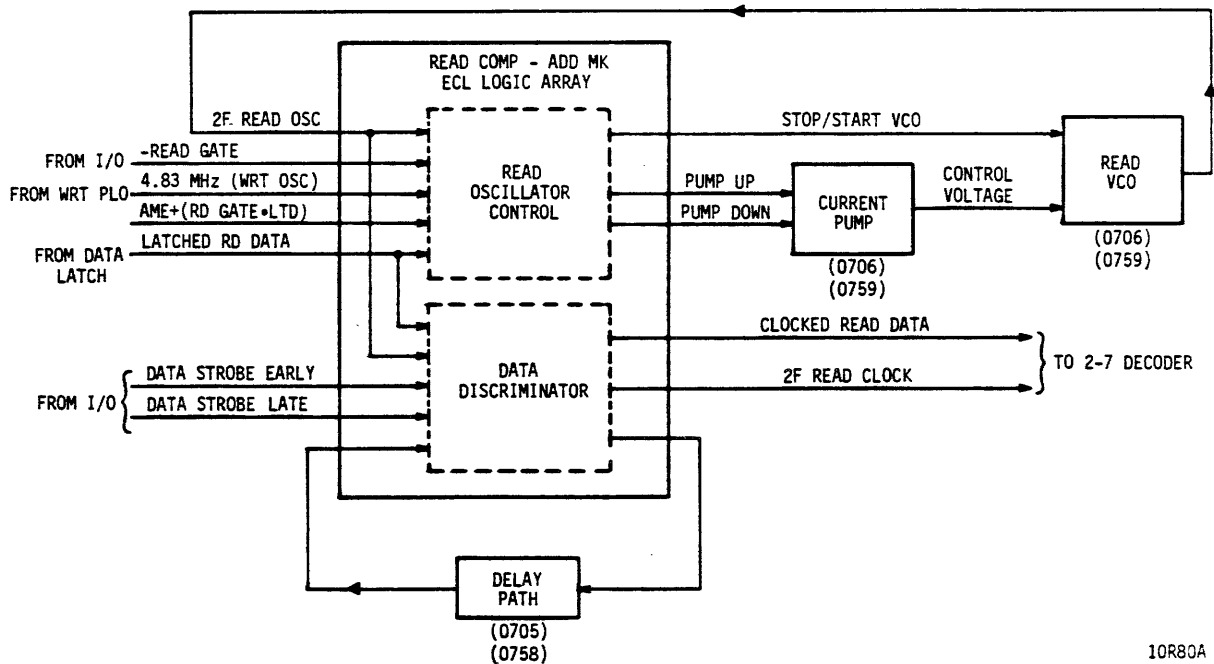 READ COMP - ADD MK
ECL LOGIC ARRAY
2F READ OSC
STOP/START VCO
FROM I/O
-READ GATE
READ
OSCILLATOR
CONTROL
READ
VCO
FROM WRT PLO
4.83 MHz (WRT OSC)
PUMP UP
CONTROL
VOLTAGE
AME+(RD GATE•LTD)
PUMP DOWN
CURRENT
PUMP
LATCHED RD DATA
FROM DATA
LATCH
(0706)
(0759)
(0706)
(0759)
CLOCKED READ DATA
DATA
DISCRIMINATOR
TO 2-7 DECODER
DATA STROBE EARLY
2F READ CLOCK
FROM I/O
DATA STROBE LATE
DELAY
PATH
(0705)
(0758)
10R80A